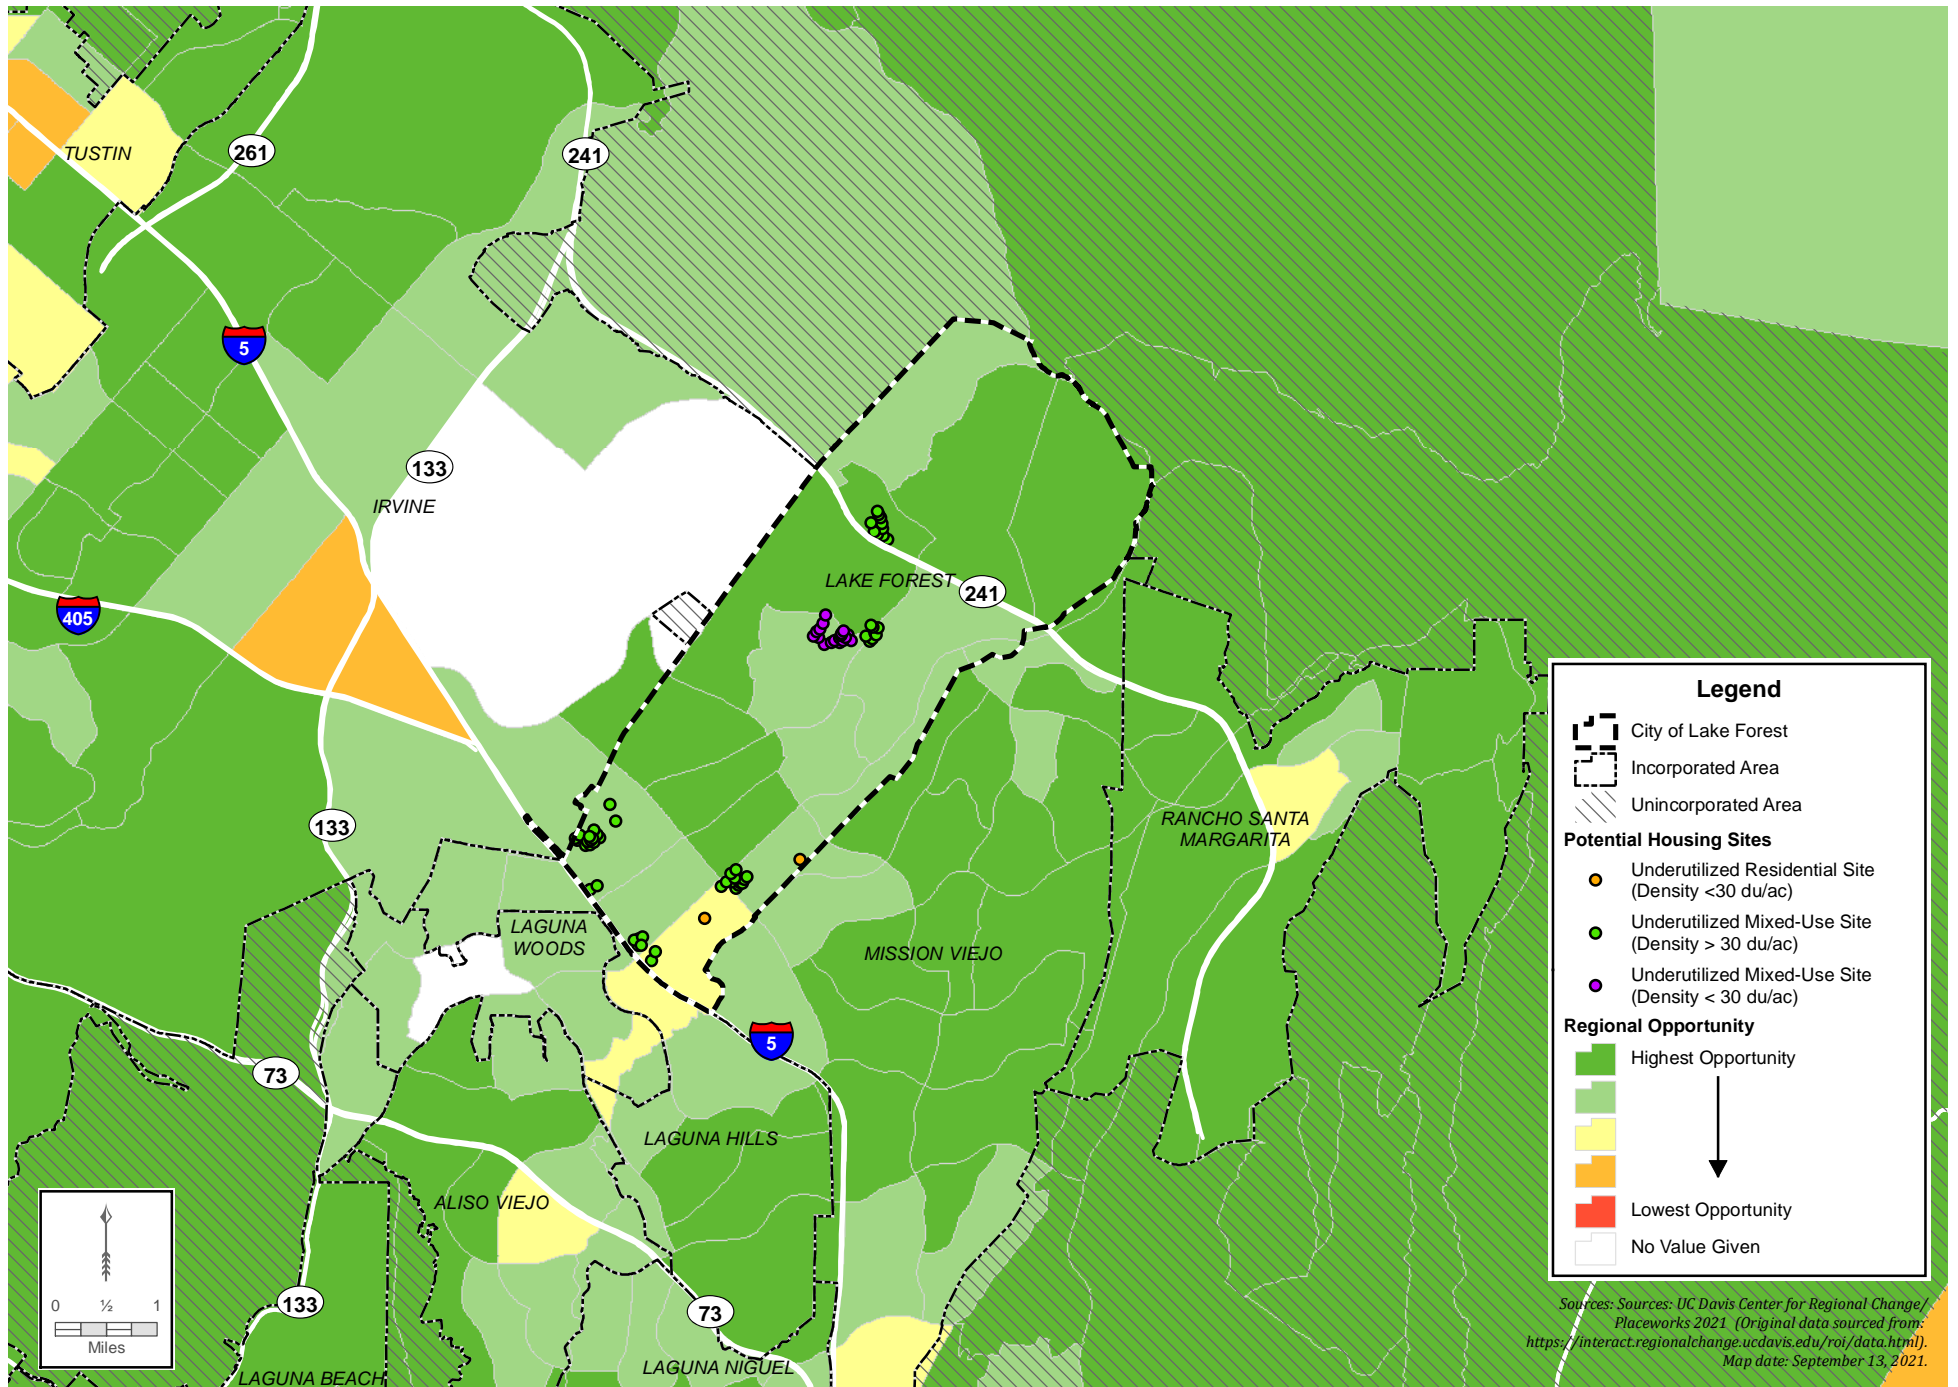 TUSTIN
261
241
5
133
IRVINE
405
LAKE FOREST
241
133
RANCHO SANTA
MARGARITA
LAGUNA
WOODS
MISSION VIEJO
5
73
LAGUNA HILLS
ALISO VIEJO
133
73
LAGUNA NIGUEL
LAGUNA BEACH
0 ½ 1
Miles
Legend
City of Lake Forest
Incorporated Area
Unincorporated Area
Potential Housing Sites
Underutilized Residential Site
(Density <30 du/ac)
Underutilized Mixed-Use Site
(Density > 30 du/ac)
Underutilized Mixed-Use Site
(Density < 30 du/ac)
Regional Opportunity
Highest Opportunity
Lowest Opportunity
No Value Given
Sources: Sources: UC Davis Center for Regional Change/
Placeworks 2021 (Original data sourced from:
https://interact.regionalchange.ucdavis.edu/roi/data.html).
Map date: September 13, 2021.